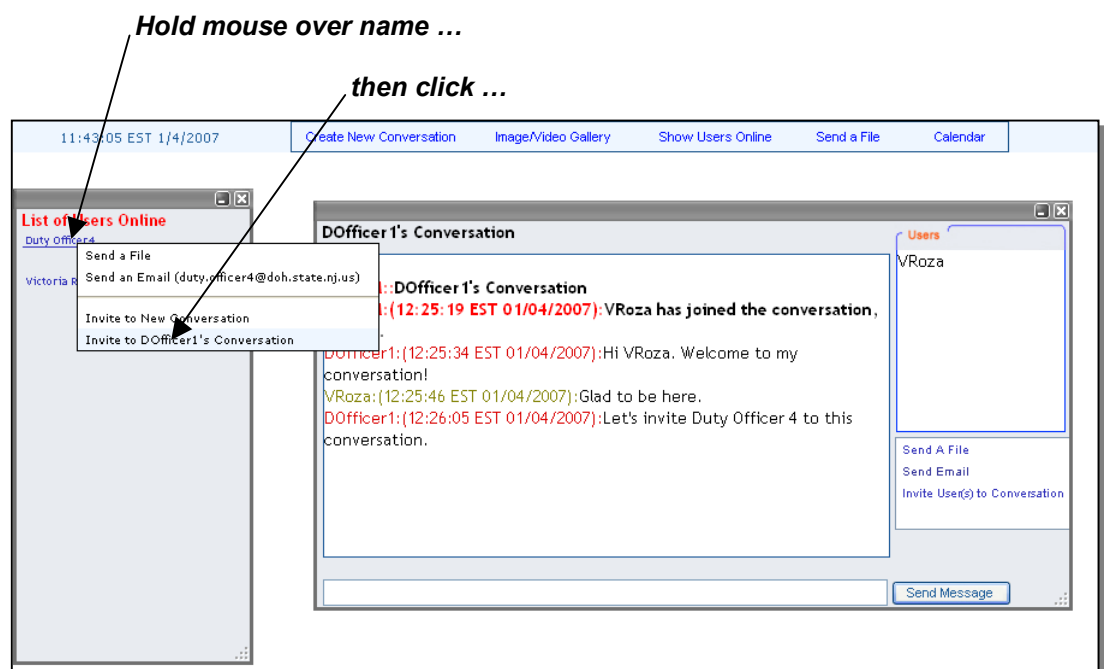 Hold mouse over name …
then click …
11:43:05 EST 1/4/2007
Create New Conversation
Image/Video Gallery
Show Users Online
Send a File
Calendar
List of Users Online
Duty Officer4
Victoria R
Send a File
Send an Email (duty.officer4@doh.state.nj.us)
Invite to New Conversation
Invite to DOfficer1's Conversation
DOfficer1's Conversation
::DOfficer1's Conversation
:(12:25:19 EST 01/04/2007):VRoza has joined the conversation,
.
DOfficer1:(12:25:34 EST 01/04/2007):Hi VRoza. Welcome to my
conversation!
VRoza:(12:25:46 EST 01/04/2007):Glad to be here.
DOfficer1:(12:26:05 EST 01/04/2007):Let's invite Duty Officer 4 to this
conversation.
Users
VRoza
Send A File
Send Email
Invite User(s) to Conversation
Send Message